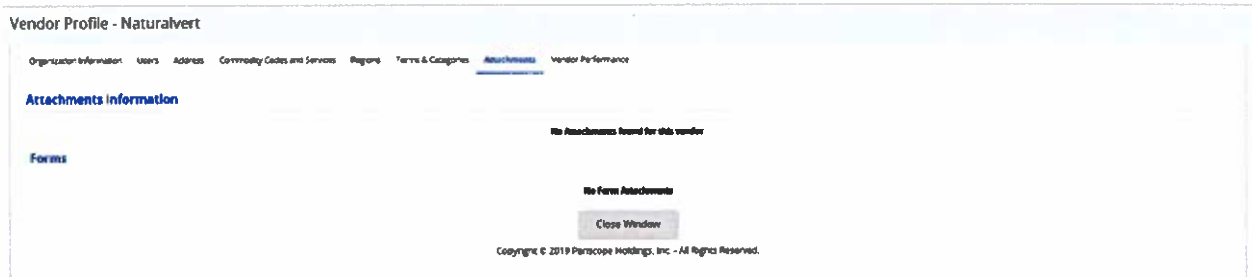 Vendor Profile - Naturalvert
Organization Information Users Address Commodity Codes and Services Regions Terms & Categories Attachments Vendor Performance
Attachments Information
No Attachments found for this vendor
Forms
No Form Attachments
Close Window
Copyright © 2019 Periscope Holdings, Inc. - All Rights Reserved.